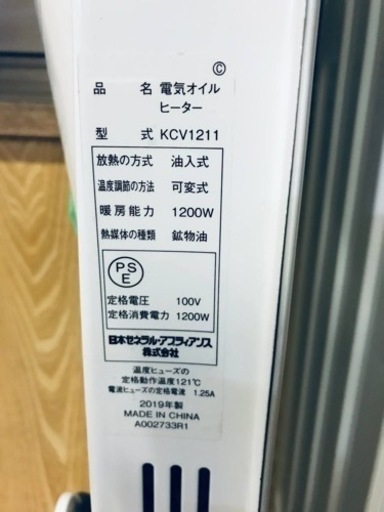 ©
品 名 電気オイル
ヒーター
型 式 KCV1211
放熱の方式 油入式
温度調節の方法 可変式
暖房能力 1200W
熱媒体の種類 鉱物油
PS
E
定格電圧 100V
定格消費電力 1200W
日本ゼネラル・アプライアンス
株式会社
温度ヒューズの
定格動作温度121℃
電流ヒューズの定格電流 1.25A
2019年製
MADE IN CHINA
A002733R1